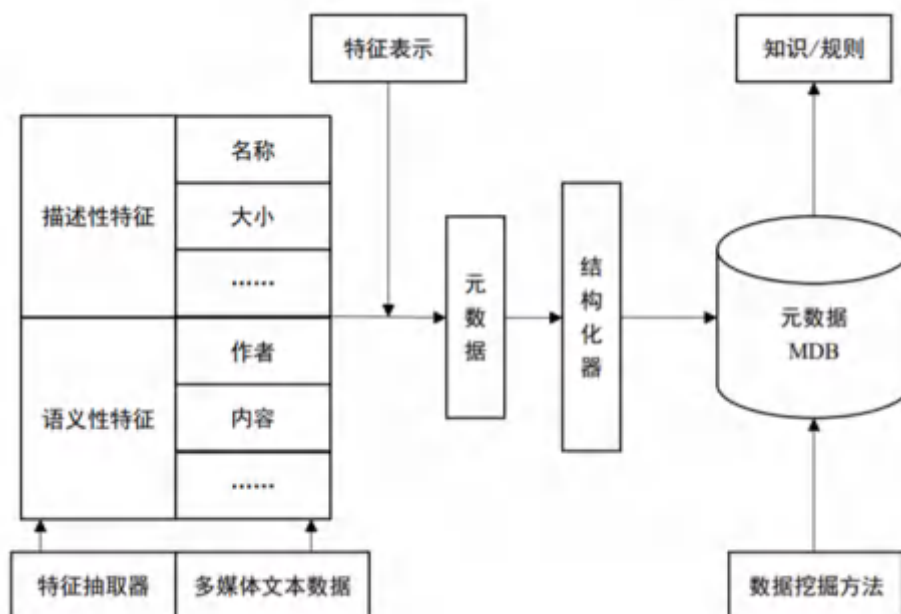 特征表示
知识/规则
描述性特征
名称
大小
……
语义性特征
作者
内容
……
元数据
结构化器
元数据
MDB
特征抽取器
多媒体文本数据
数据挖掘方法